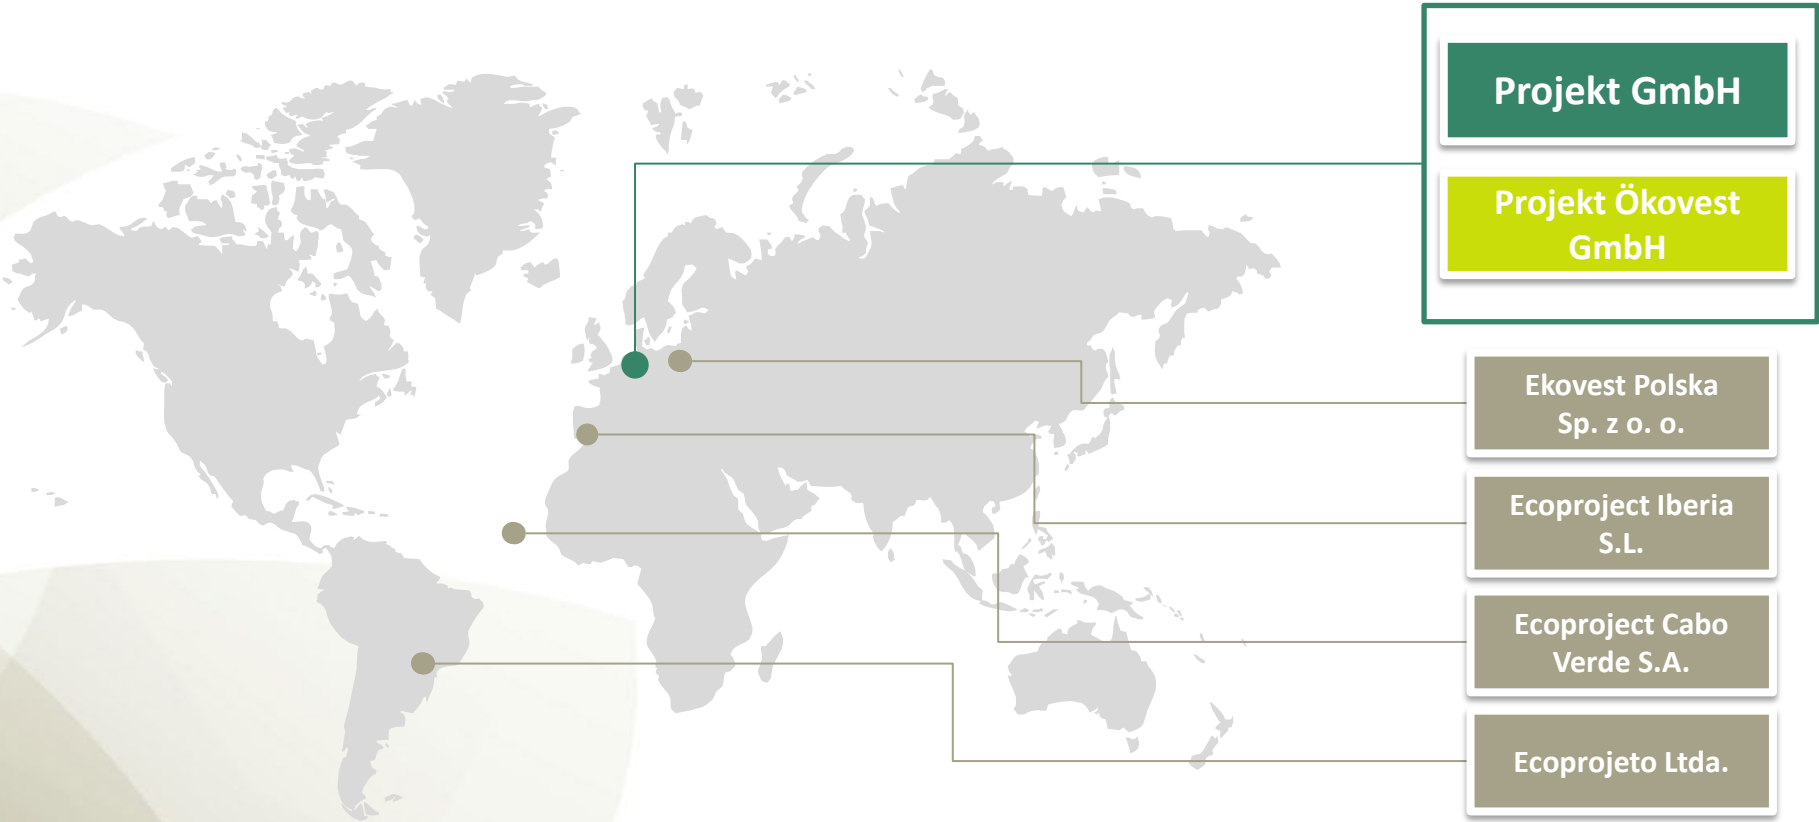 Projekt GmbH
Projekt Ökovest
GmbH
Ekovest Polska
Sp. z o. o.
Ecoproject Iberia
S.L.
Ecoproject Cabo
Verde S.A.
Ecoprojeto Ltda.